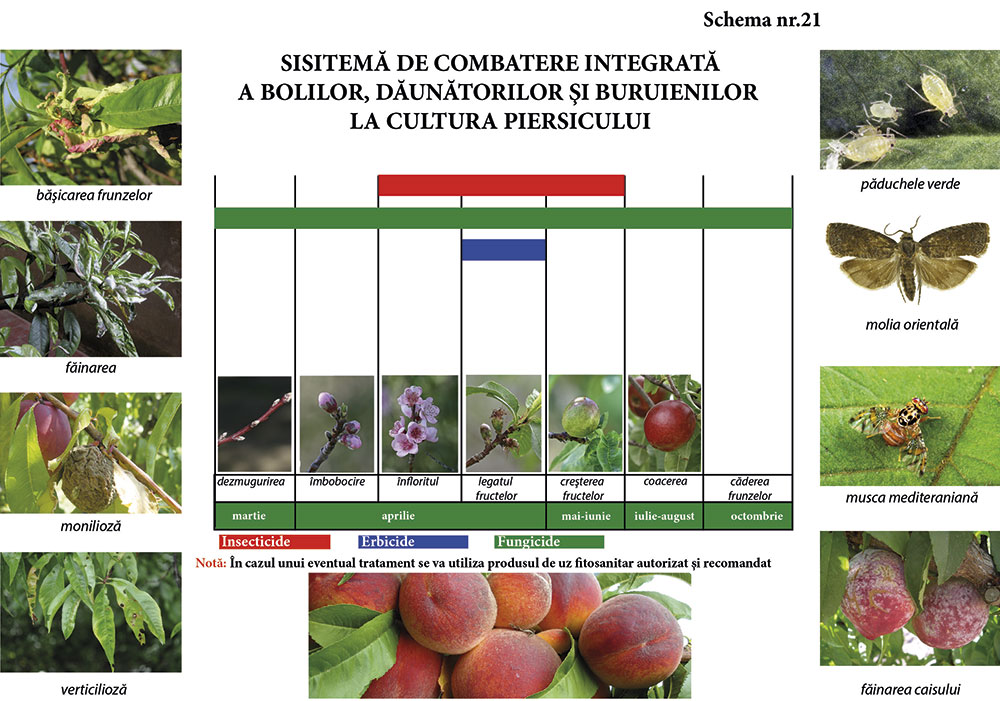 Schema nr.21
SISITEMĂ DE COMBATERE INTEGRATĂ
A BOLILOR, DĂUNĂTORILOR ŞI BURUIENILOR
LA CULTURA PIERSICULUI
băşicarea frunzelor
făinarea
monilioză
verticilioză
păduchele verde
molia orientală
musca mediteraniană
făinarea caisului
dezmugurirea
îmbobocire
înfloritul
legatul
fructelor
creşterea
fructelor
coacerea
căderea
frunzelor
martie
aprilie
mai-iunie
iulie-august
octombrie
Insecticide
Erbicide
Fungicide
Notă: În cazul unui eventual tratament se va utiliza produsul de uz fitosanitar autorizat și recomandat